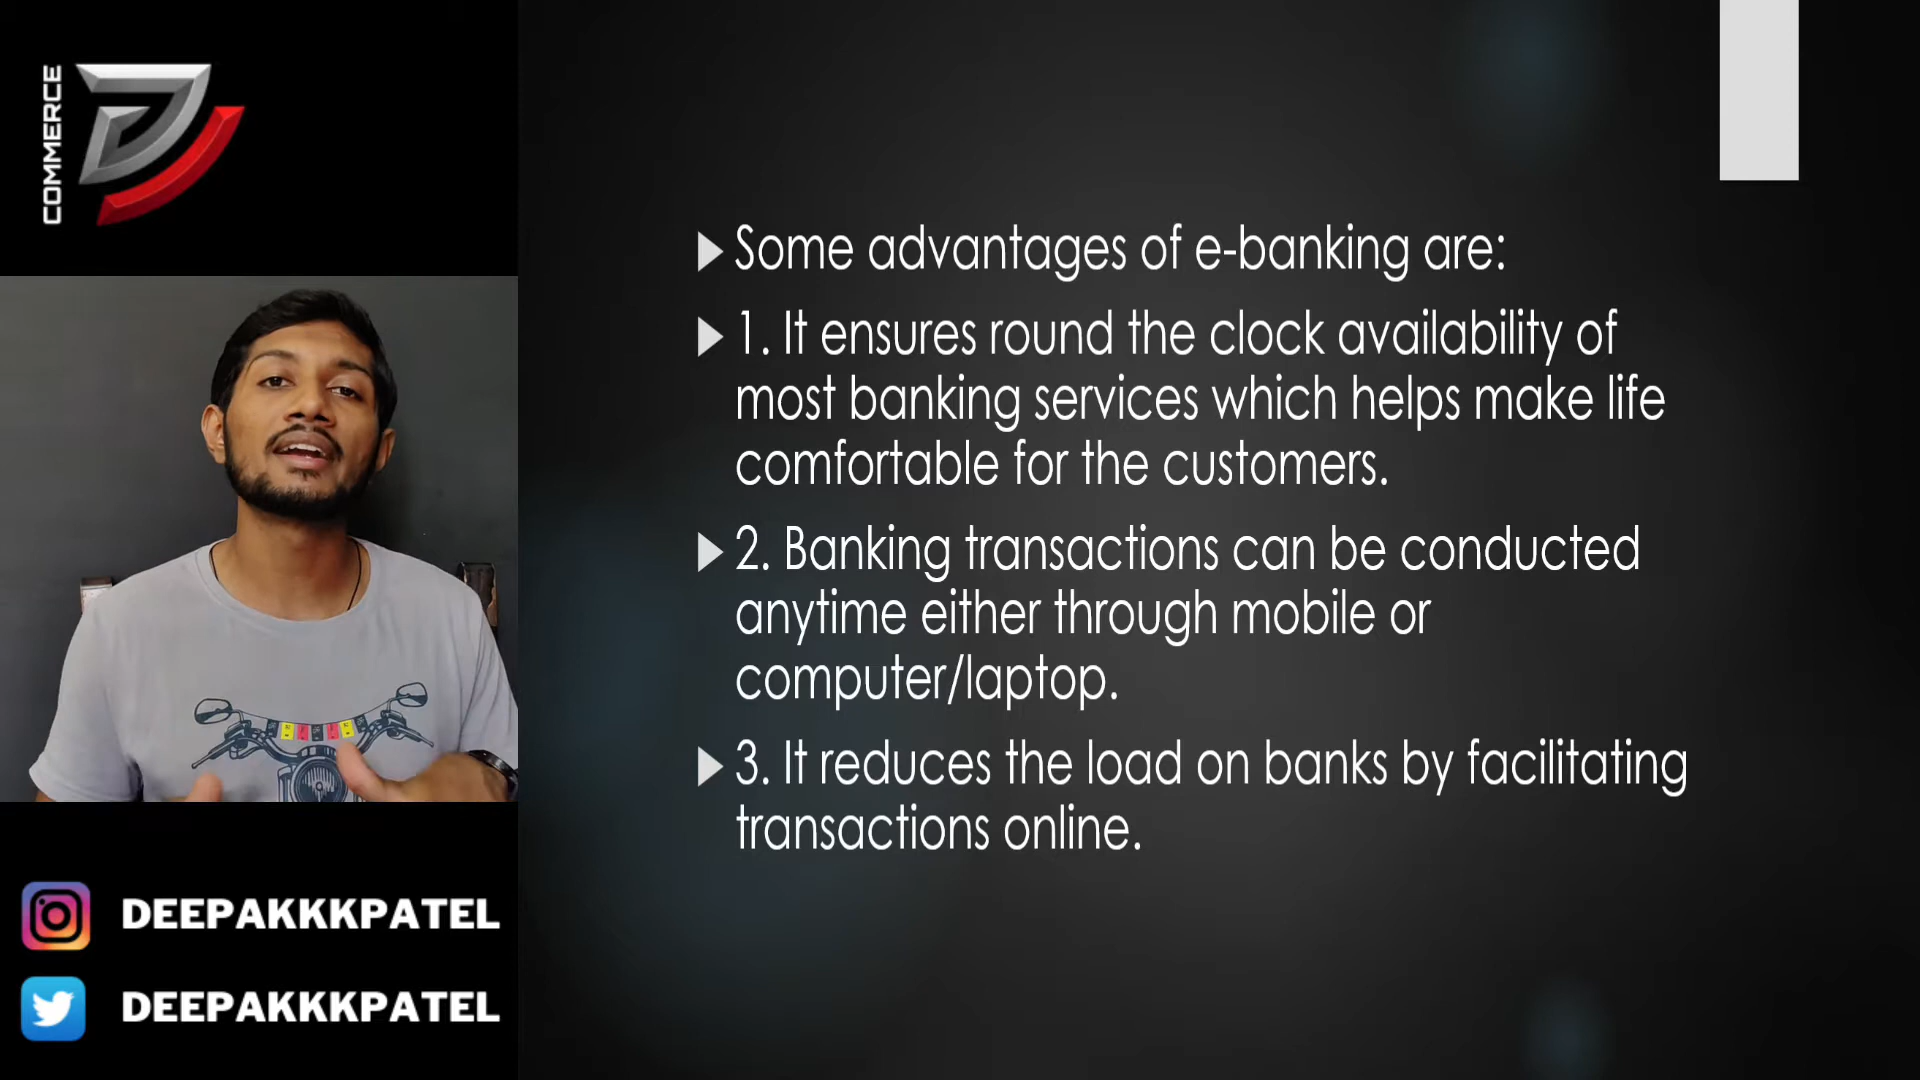 COMMERCE
Some advantages of e-banking are:
1. It ensures round the clock availability of
most banking services which helps make life
comfortable for the customers.
2. Banking transactions can be conducted
anytime either through mobile or
computer/laptop.
3. It reduces the load on banks by facilitating
transactions online.
DEEPAKKKPATEL
DEEPAKKKPATEL